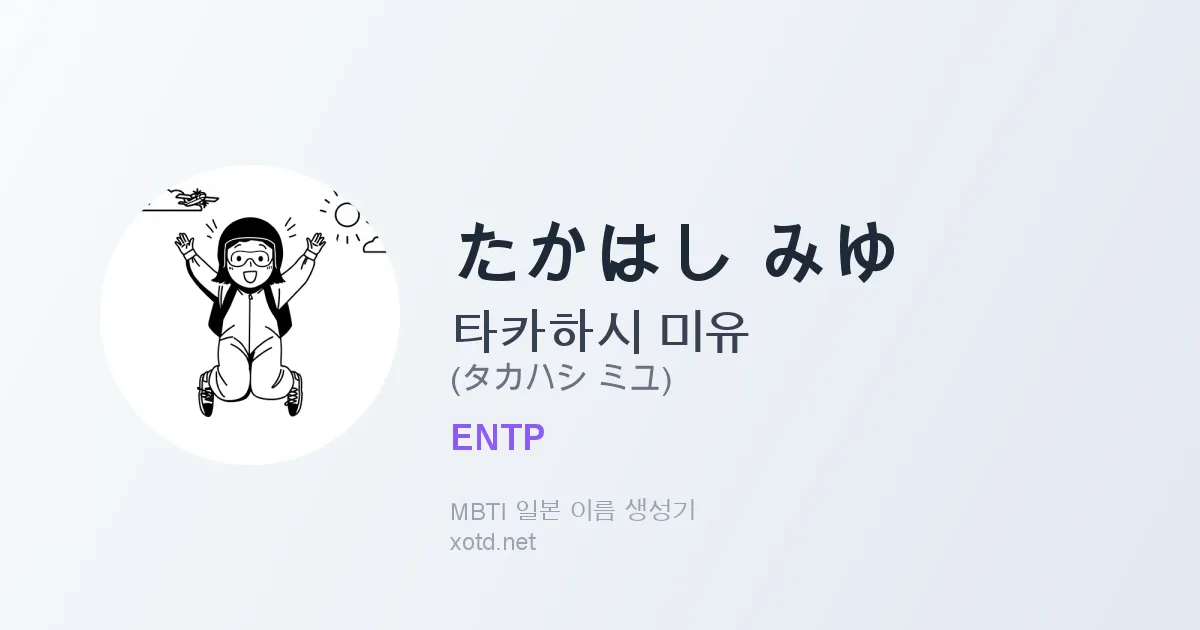 たかはし みゆ
타카하시 미유
(タカハシ ミユ)
ENTP
MBTI 일본 이름 생성기
xotd.net